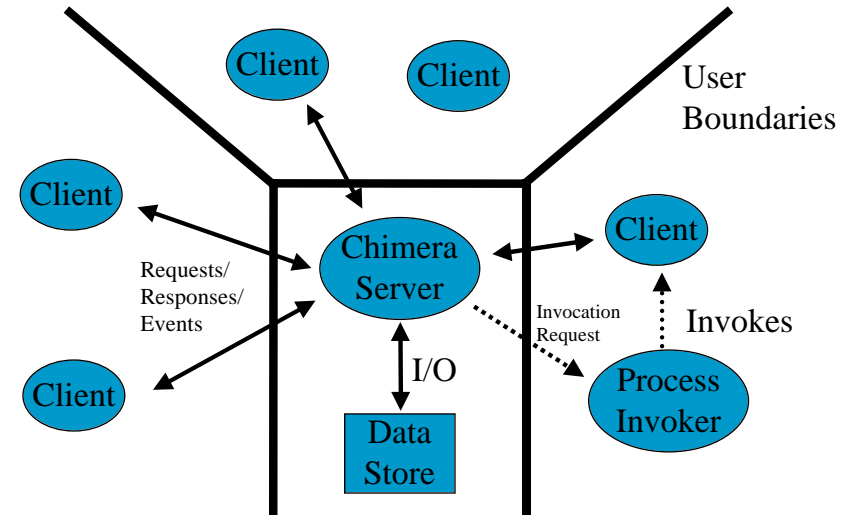 Client
Client
User
Boundaries
Client
Client
Chimera
Server
Requests/
Responses/
Events
Invocation
Request
Invokes
I/O
Client
Process
Invoker
Data
Store